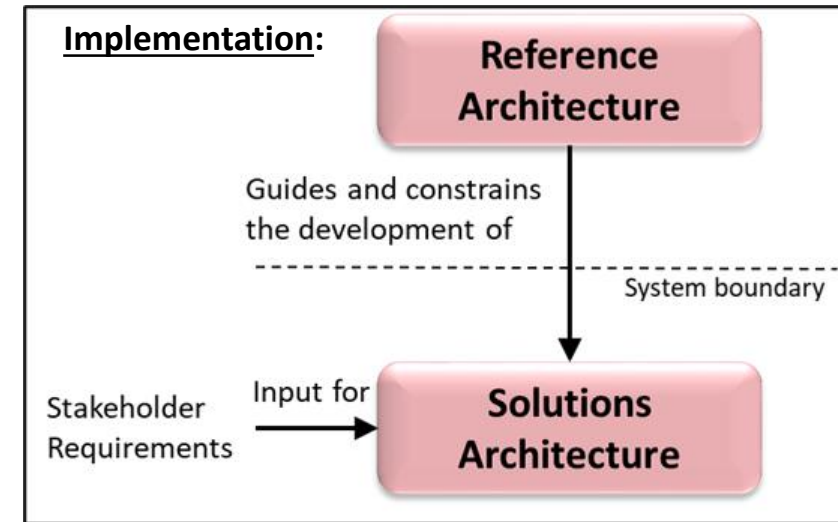 Implementation:
Reference
Architecture
Guides and constrains
the development of
System boundary
Input for
Stakeholder
Requirements
Solutions
Architecture